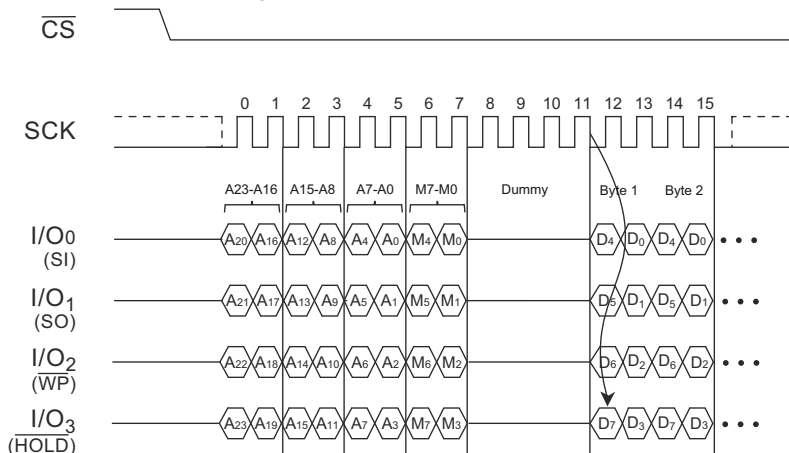 CS
0 1 2 3 4 5 6 7 8 9 10 11 12 13 14 15
SCK
A23-A16 A15-A8 A7-A0 M7-M0 Dummy Byte 1 Byte 2
I/O0 A20 A16 A12 A8 A4 A0 M4 M0 D4 D0 D4 D0 • • •
(SI)
I/O1 A21 A17 A13 A9 A5 A1 M5 M1 D5 D1 D5 D1 • • •
(SO)
I/O2 A22 A18 A14 A10 A6 A2 M6 M2 D6 D2 D6 D2 • • •
(WP)
I/O3 A23 A19 A15 A11 A7 A3 M7 M3 D7 D3 D7 D3 • • •
(HOLD)